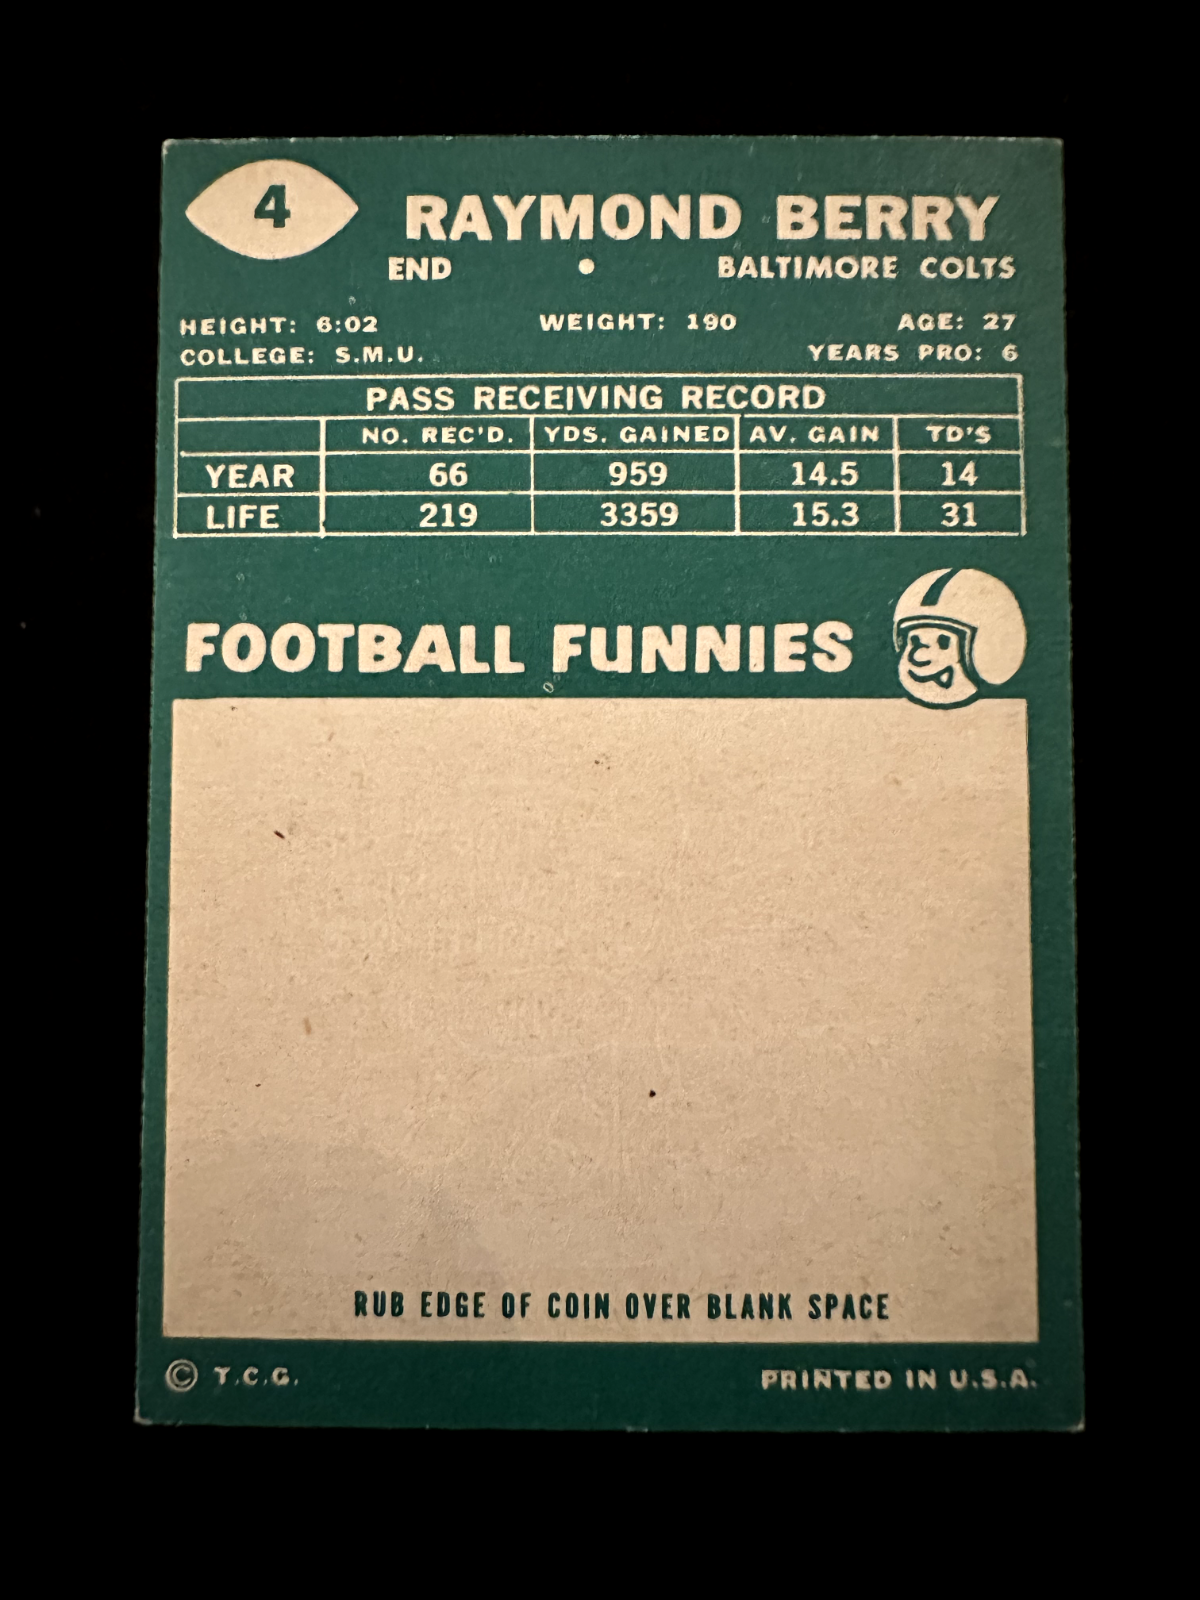 4
RAYMOND BERRY
END • BALTIMORE COLTS
HEIGHT: 6:02 WEIGHT: 190 AGE: 27
COLLEGE: S.M.U. YEARS PRO: 6
PASS RECEIVING RECORD
NO. REC'D. YDS. GAINED AV. GAIN TD'S
YEAR 66 959 14.5 14
LIFE 219 3359 15.3 31
FOOTBALL FUNNIES
RUB EDGE OF COIN OVER BLANK SPACE
© T.C.G. PRINTED IN U.S.A.